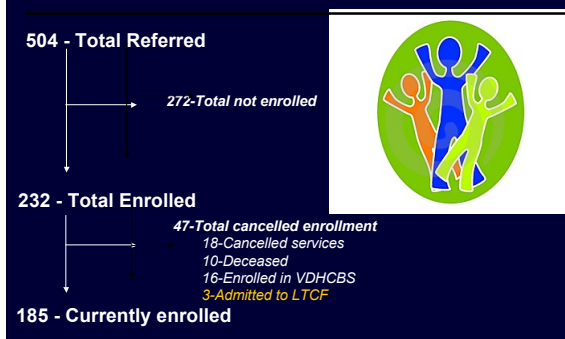 504 - Total Referred
272-Total not enrolled
232 - Total Enrolled
47-Total cancelled enrollment
18-Cancelled services
10-Deceased
16-Enrolled in VDHCBS
3-Admitted to LTCF
185 - Currently enrolled